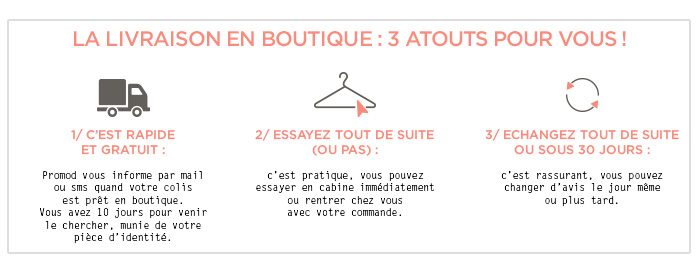 LA LIVRAISON EN BOUTIQUE : 3 ATOUTS POUR VOUS !
1/ C'EST RAPIDE
ET GRATUIT :
Promod vous informe par mail
ou sms quand votre colis
est prêt en boutique.
Vous avez 10 jours pour venir
le chercher, munie de votre
pièce d'identité.
2/ ESSAYEZ TOUT DE SUITE
(OU PAS) :
c'est pratique, vous pouvez
essayer en cabine immédiatement
ou rentrer chez vous
avec votre commande.
3/ ECHANGEZ TOUT DE SUITE
OU SOUS 30 JOURS :
c'est rassurant, vous pouvez
changer d'avis le jour même
ou plus tard.